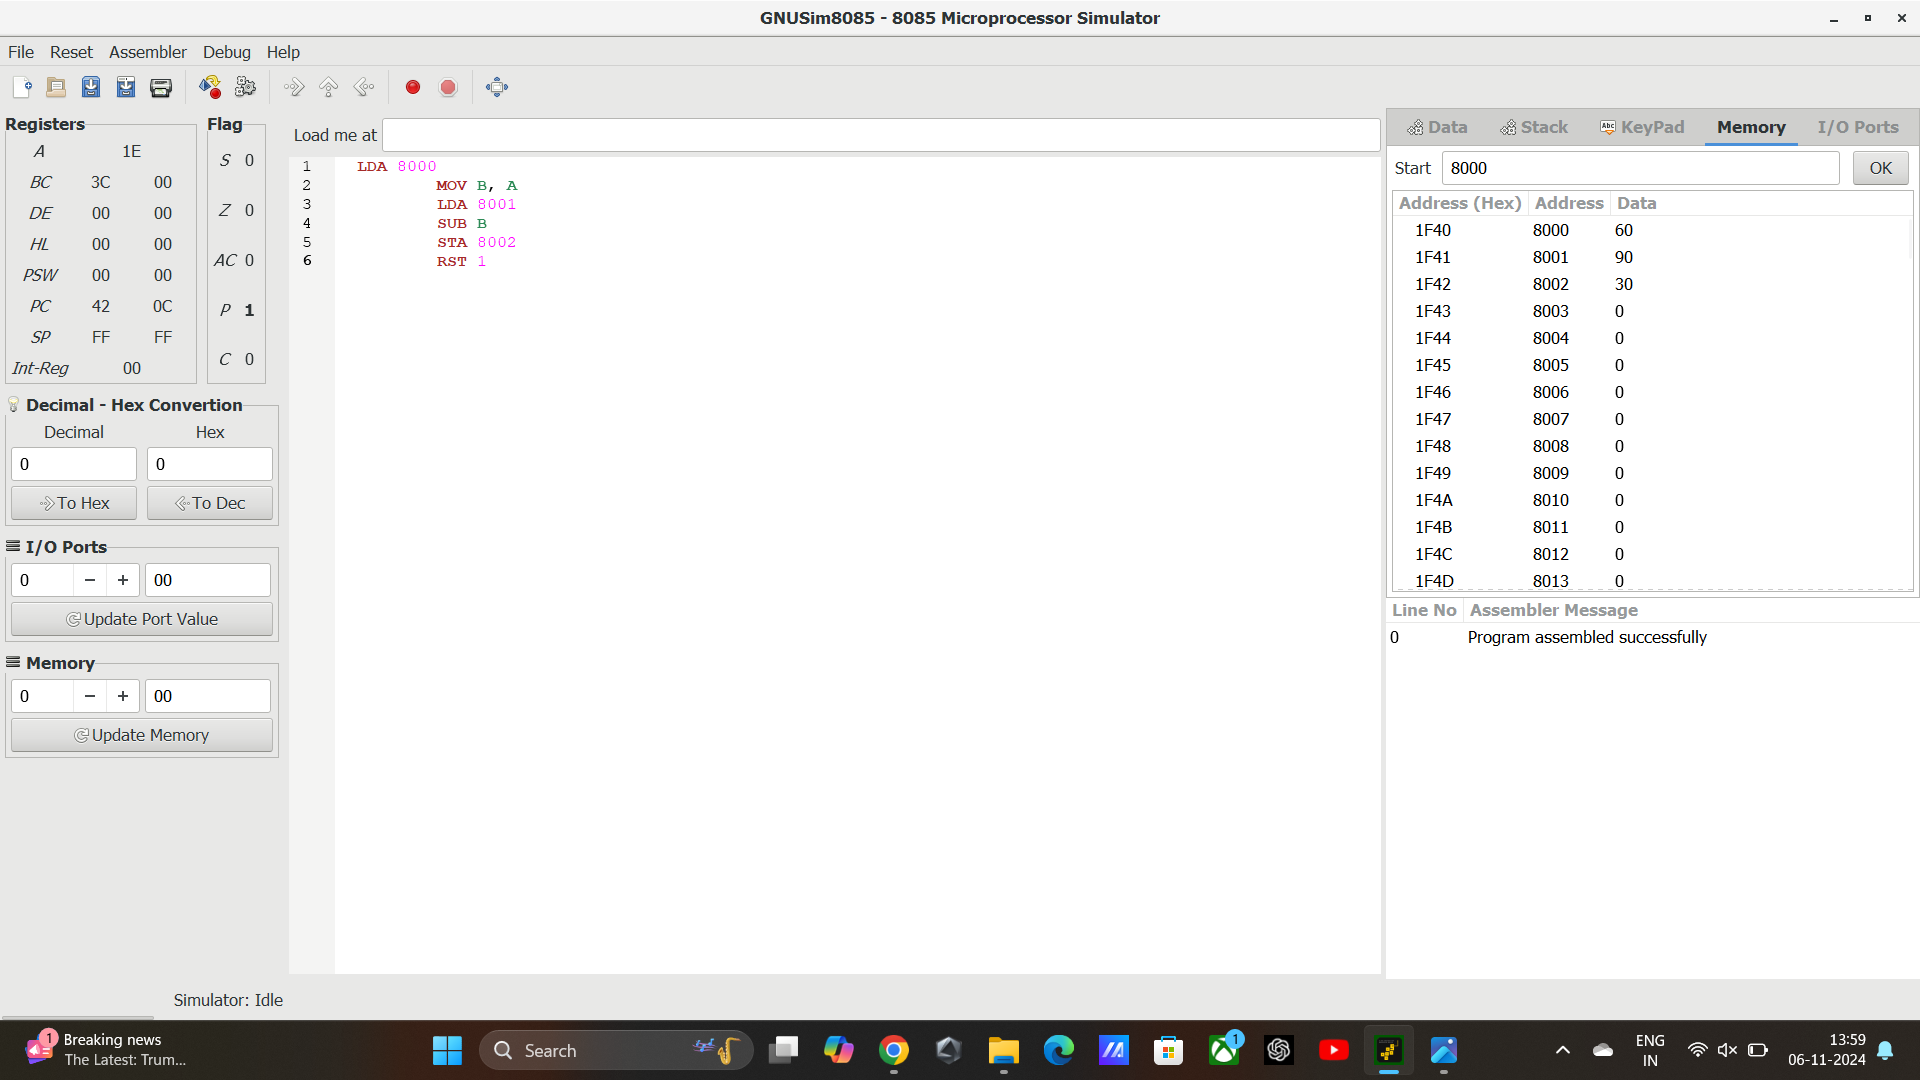 GNUSim8085 - 8085 Microprocessor Simulator
File Reset Assembler Debug Help
Registers
A 1E
BC 3C 00
DE 00 00
HL 00 00
PSW 00 00
PC 42 0C
SP FF FF
Int-Reg 00
Flag
S 0
Z 0
AC 0
P 1
C 0
Decimal - Hex Convertion
Decimal Hex
0 0
To Hex To Dec
I/O Ports
0 − + 00
Update Port Value
Memory
0 − + 00
Update Memory
Load me at
1 LDA 8000
2 MOV B, A
3 LDA 8001
4 SUB B
5 STA 8002
6 RST 1
Data Stack Abc KeyPad Memory I/O Ports
Start 8000 OK
Address (Hex) Address Data
1F40 8000 60
1F41 8001 90
1F42 8002 30
1F43 8003 0
1F44 8004 0
1F45 8005 0
1F46 8006 0
1F47 8007 0
1F48 8008 0
1F49 8009 0
1F4A 8010 0
1F4B 8011 0
1F4C 8012 0
1F4D 8013 0
Line No Assembler Message
0 Program assembled successfully
Simulator: Idle
1 Breaking news
The Latest: Trum...
Search
1
ENG
IN
13:59
06-11-2024